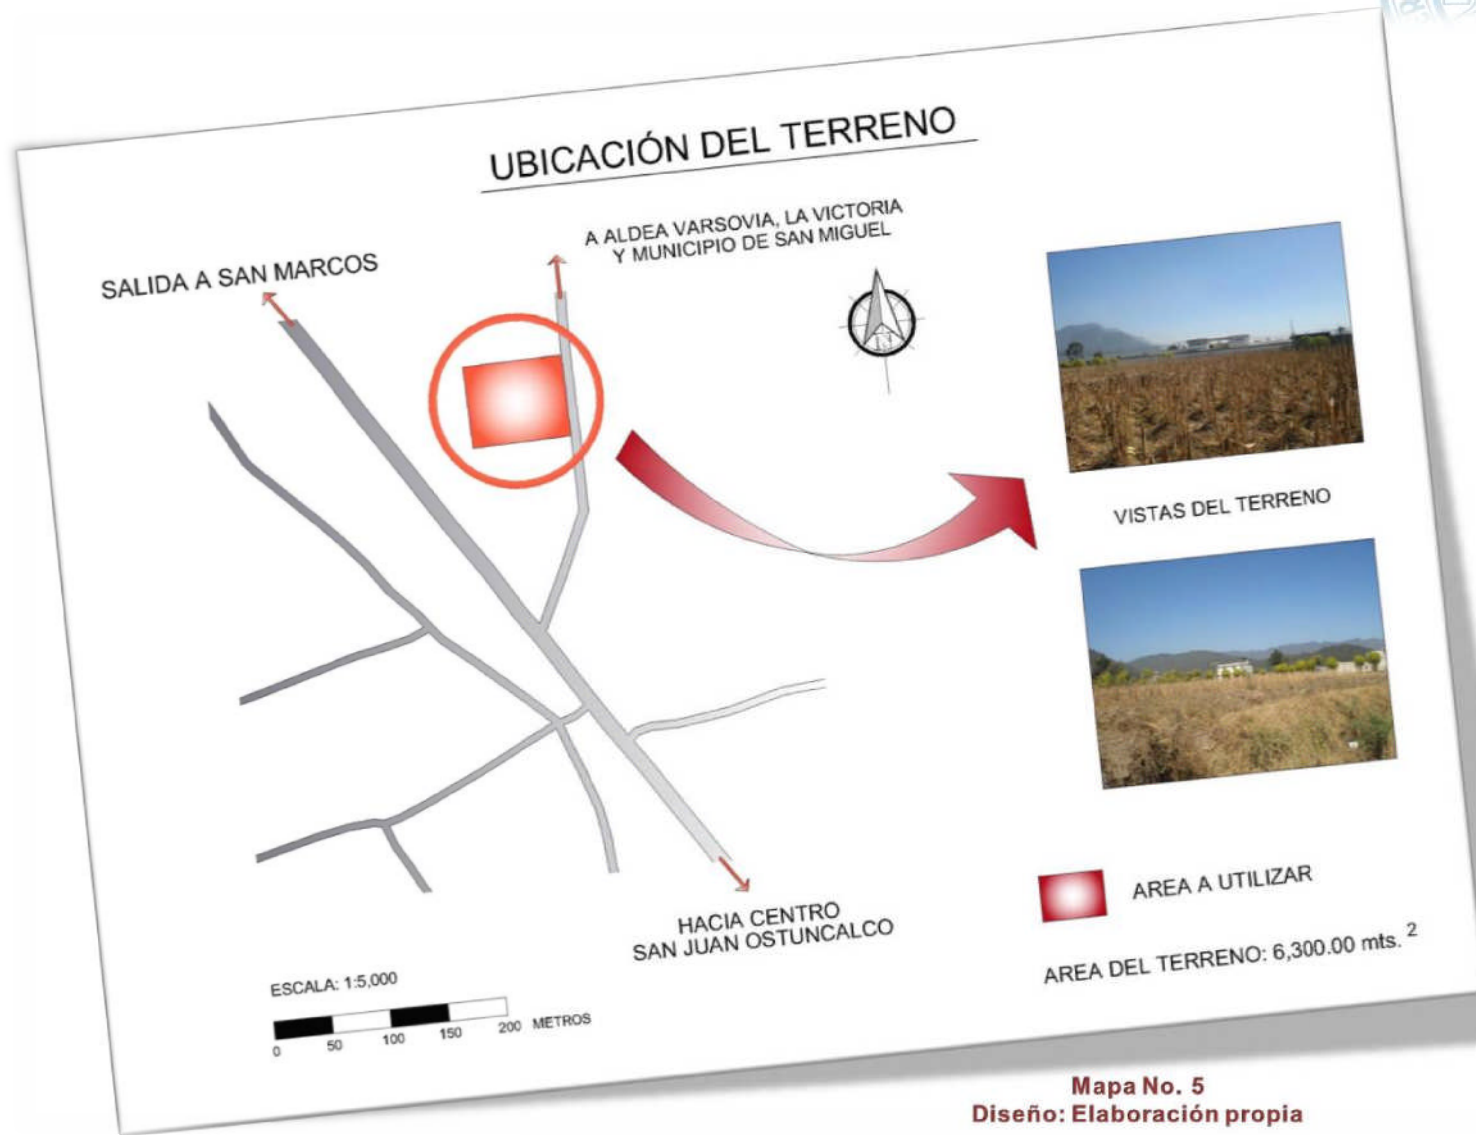 UBICACIÓN DEL TERRENO
A ALDEA VARSOVIA, LA VICTORIA
Y MUNICIPIO DE SAN MIGUEL
SALIDA A SAN MARCOS
N
VISTAS DEL TERRENO
HACIA CENTRO
SAN JUAN OSTUNCALCO
AREA A UTILIZAR
AREA DEL TERRENO: 6,300.00 mts. 2
ESCALA: 1:5,000
0 50 100 150 200 METROS
Mapa No. 5
Diseño: Elaboración propia